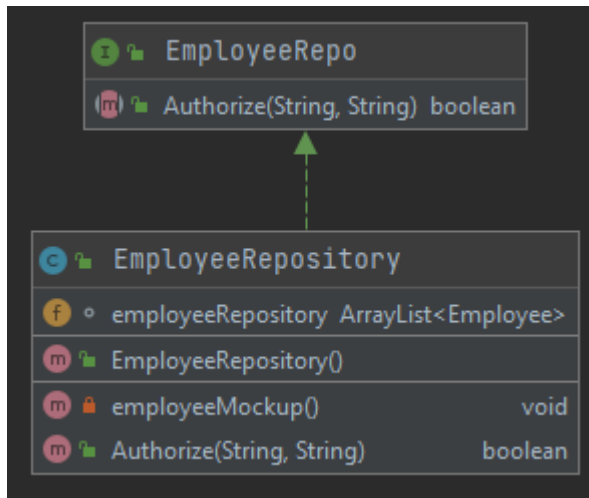 I EmployeeRepo
m Authorize(String, String) boolean
C EmployeeRepository
f employeeRepository ArrayList<Employee>
m EmployeeRepository()
m employeeMockup() void
m Authorize(String, String) boolean